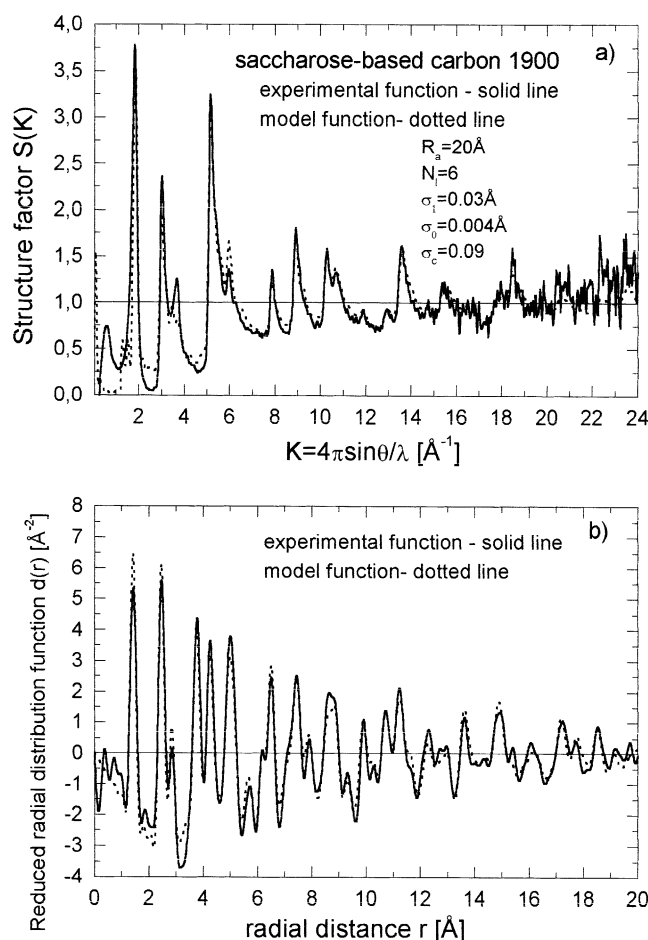 a)
saccharose-based carbon 1900
experimental function - solid line
model function- dotted line
Rₐ=20Å
Nₗ=6
σ₁=0.03Å
σ₀=0.004Å
σ꜀=0.09
Structure factor S(K)
4,0
3,5
3,0
2,5
2,0
1,5
1,0
0,5
0,0
2 4 6 8 10 12 14 16 18 20 22 24
K=4πsinθ/λ [Å⁻¹]
b)
experimental function - solid line
model function- dotted line
Reduced radial distribution function d(r) [Å⁻²]
8
7
6
5
4
3
2
1
0
-1
-2
-3
-4
0 2 4 6 8 10 12 14 16 18 20
radial distance r [Å]